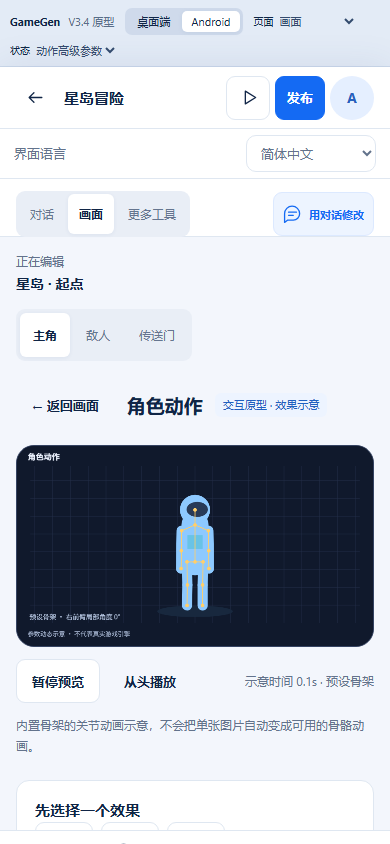 GameGen V3.4 原型 桌面端 Android 页面 画面
状态 动作高级参数
← 星岛冒险 发布 A
界面语言 简体中文
对话 画面 更多工具 用对话修改
正在编辑
星岛 · 起点
主角 敌人 传送门
← 返回画面 角色动作 交互原型 · 效果示意
角色动作
预设骨架 · 右前臂局部角度 0°
参数动态示意 · 不代表真实游戏引擎
暂停预览 从头播放 示意时间 0.1s · 预设骨架
内置骨架的关节动画示意，不会把单张图片自动变成可用的骨骼动
画。
先选择一个效果